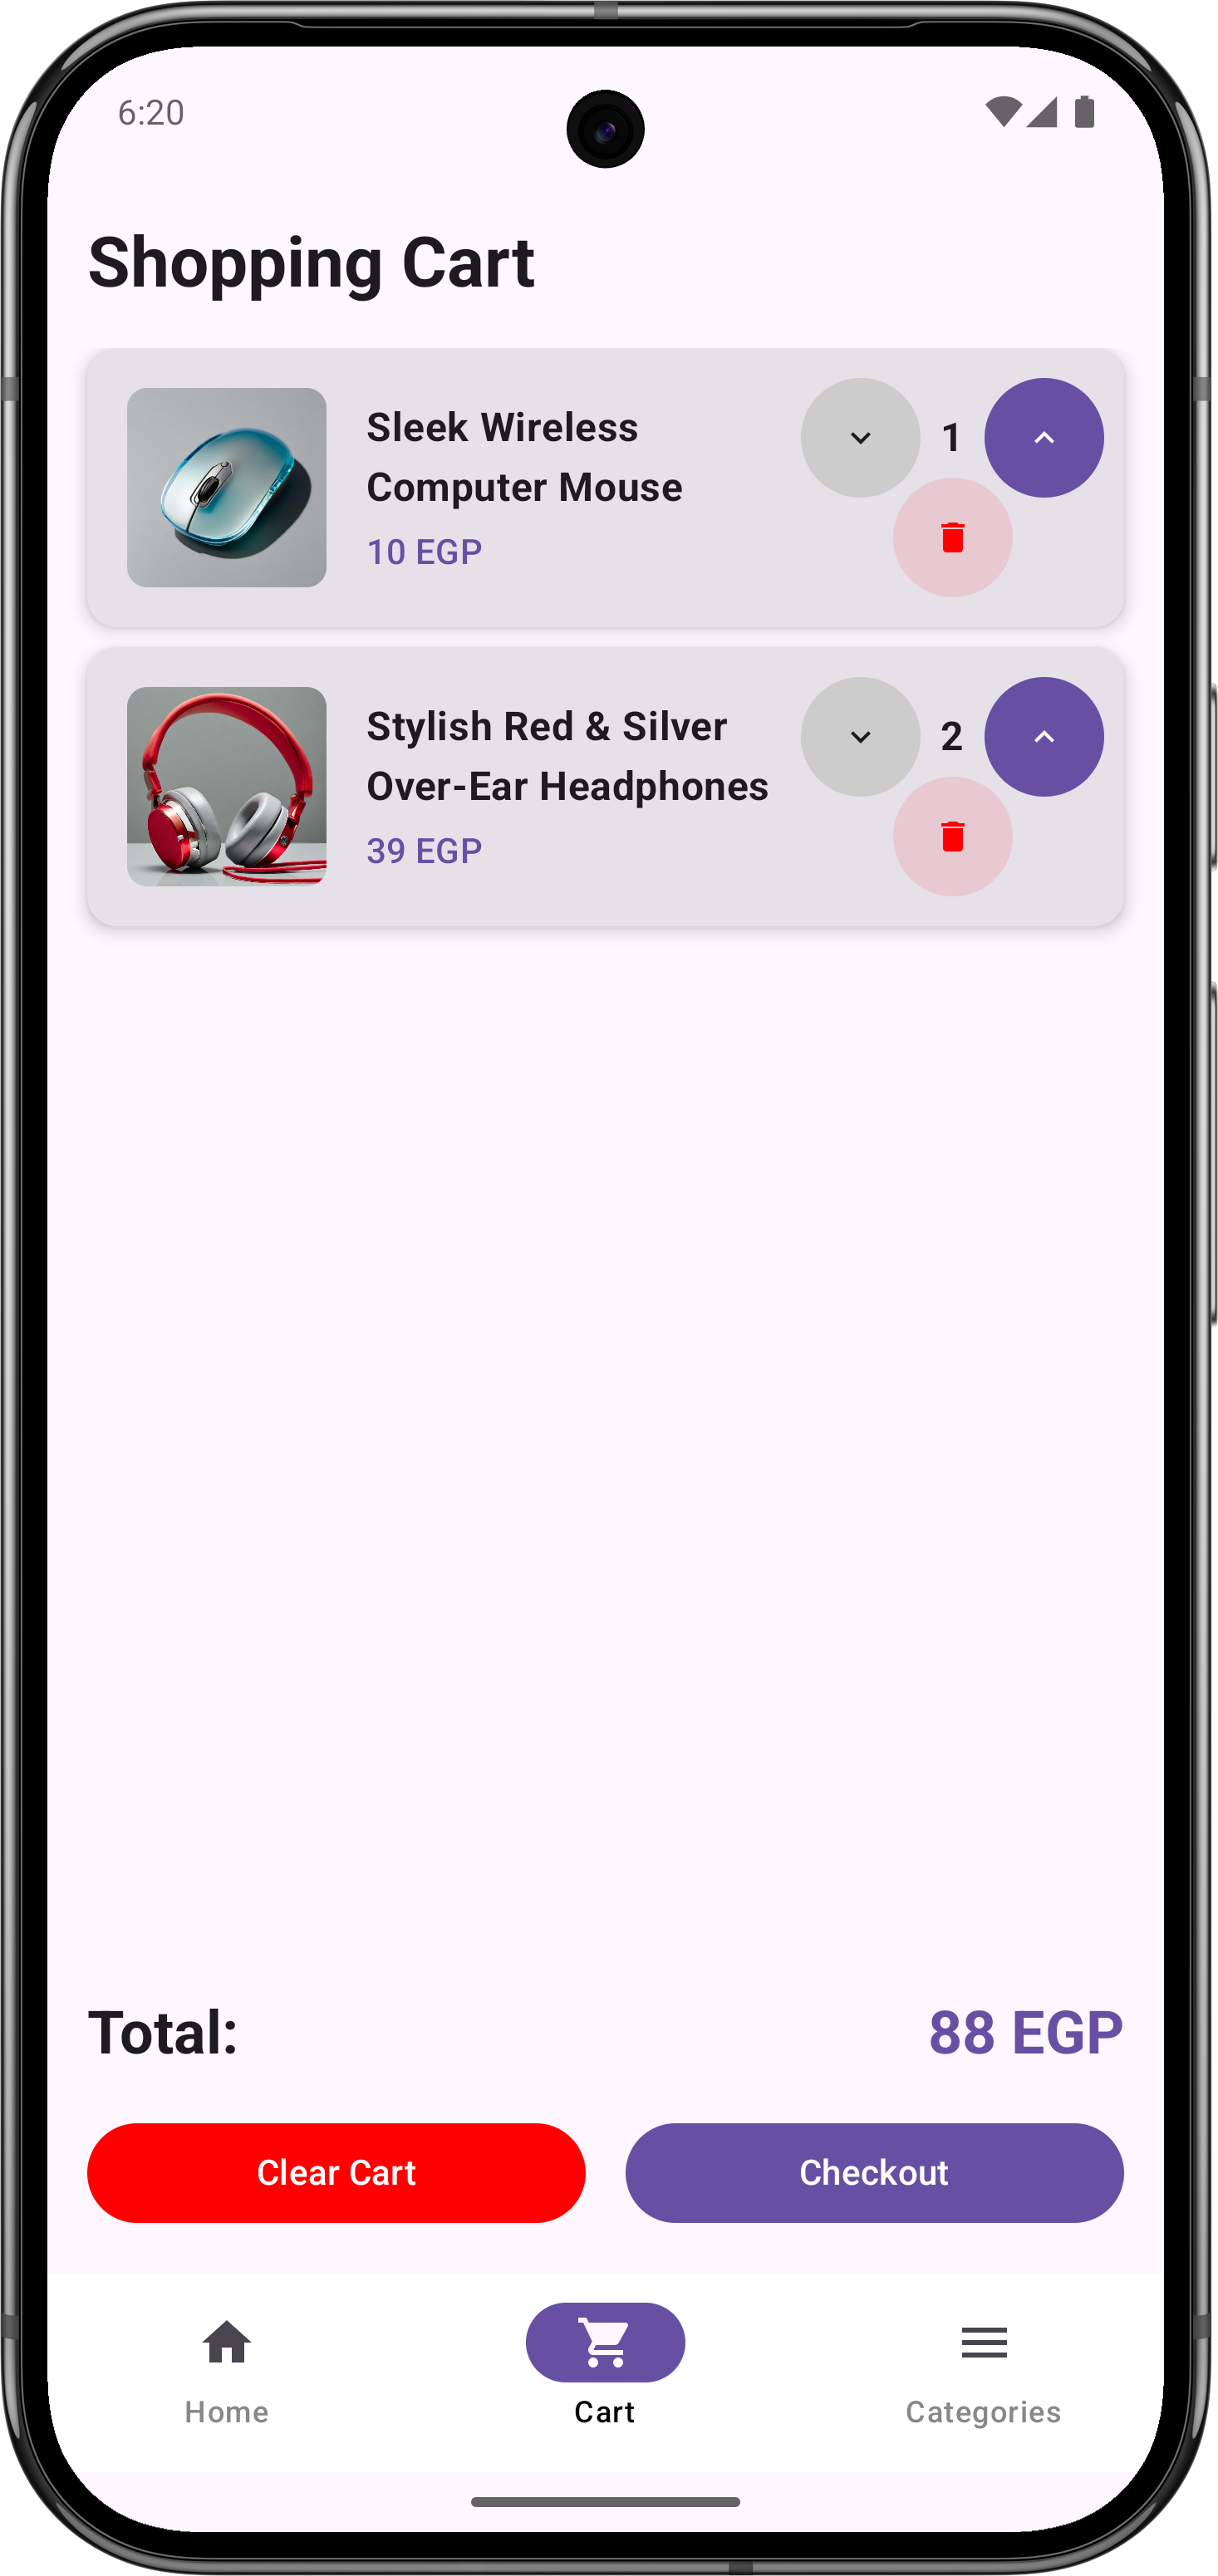 6:20
Shopping Cart
Sleek Wireless
Computer Mouse
10 EGP
1
Stylish Red & Silver
Over-Ear Headphones
39 EGP
2
Total:
88 EGP
Clear Cart
Checkout
Home
Cart
Categories